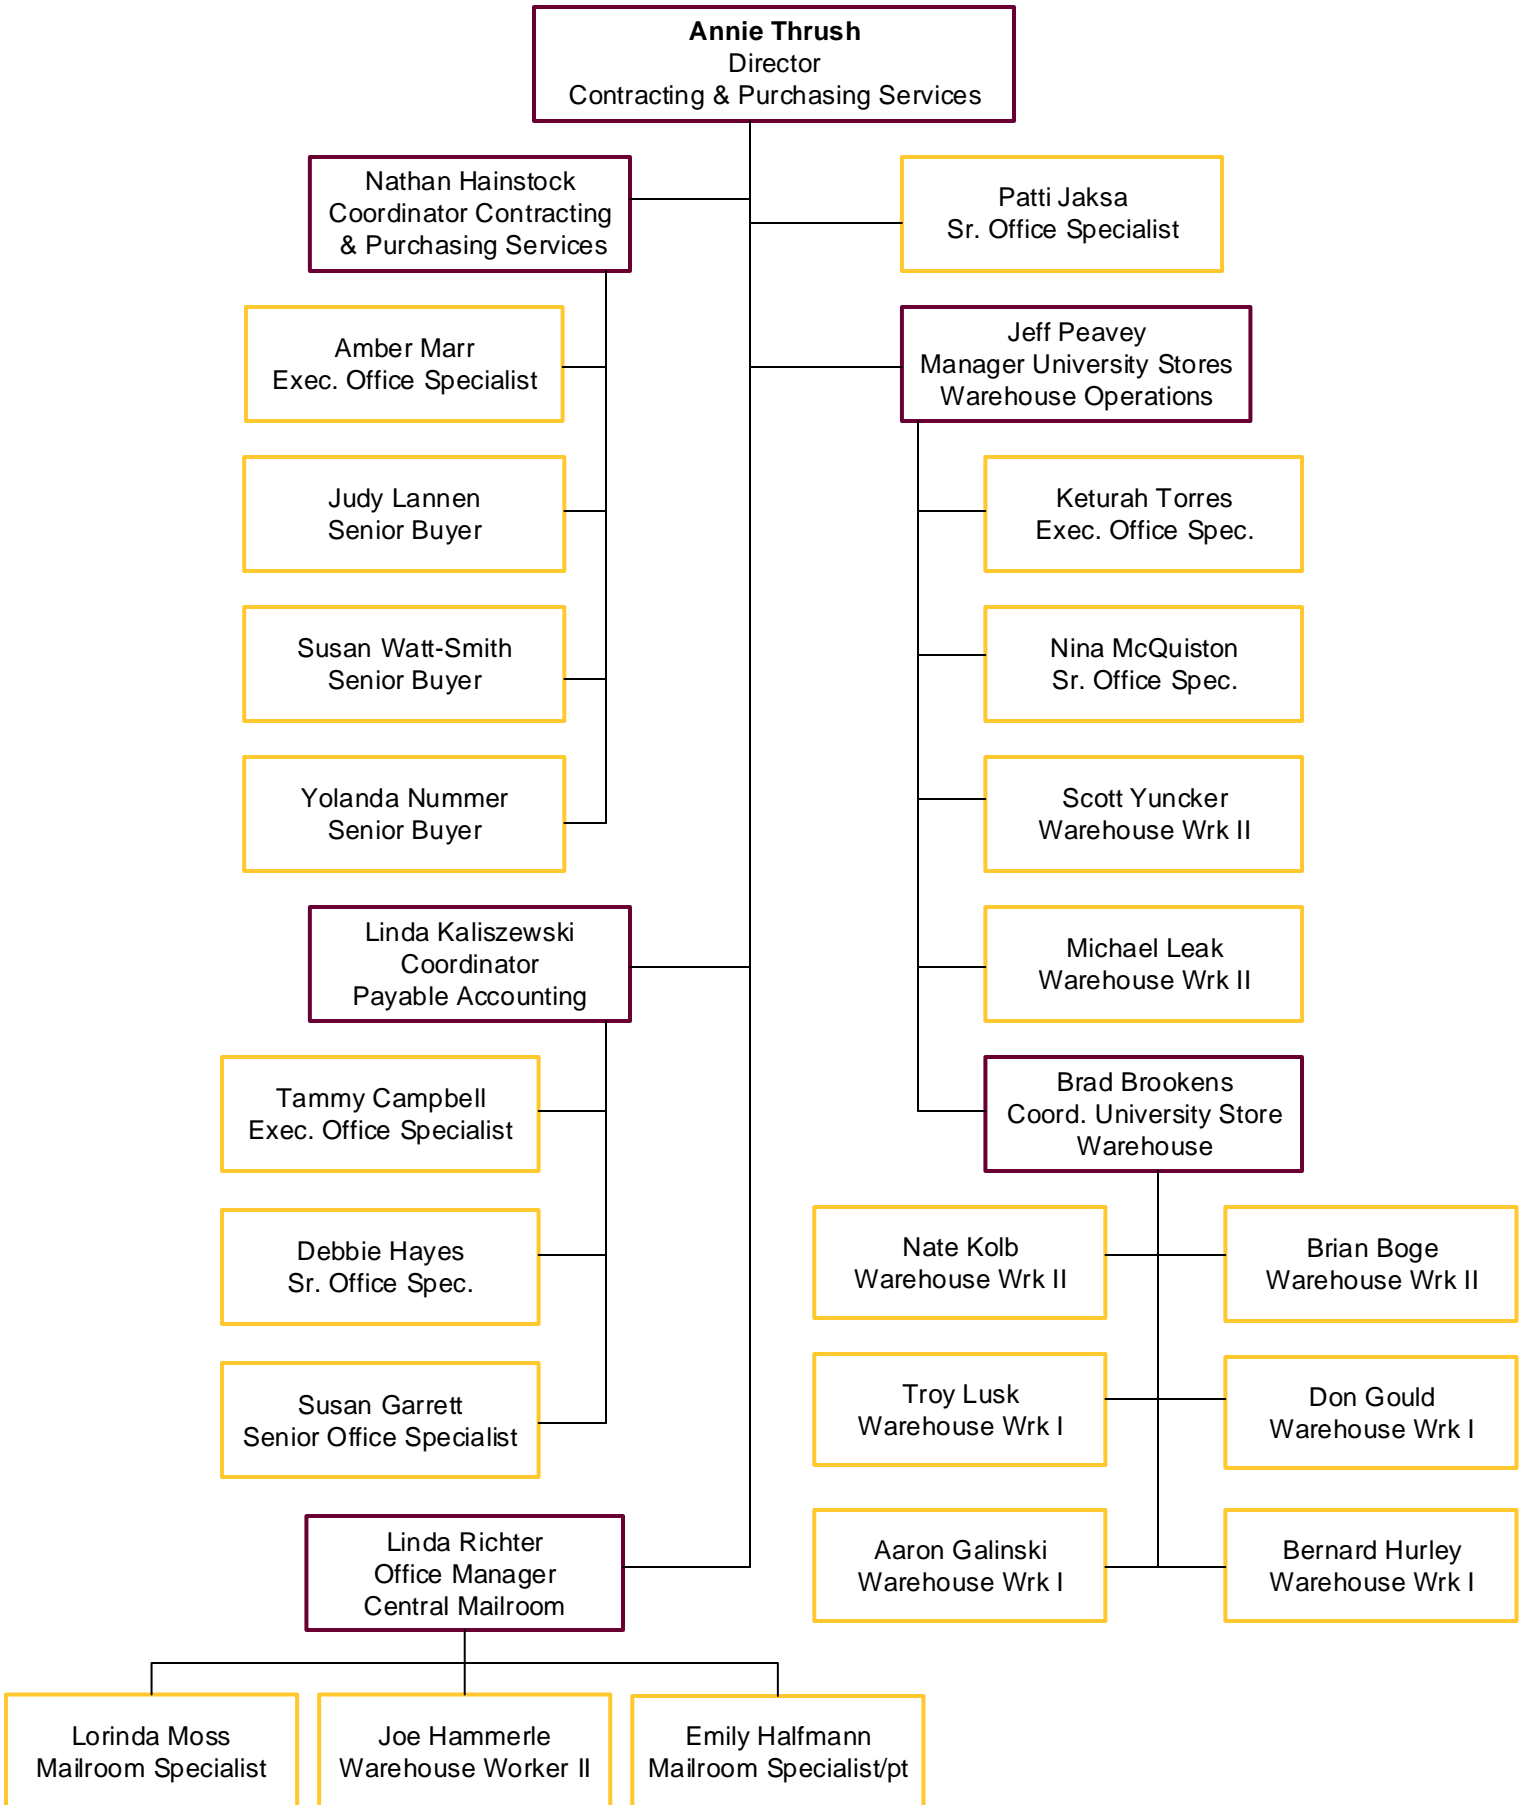 Annie Thrush
Director
Contracting & Purchasing Services
Nathan Hainstock
Coordinator Contracting
& Purchasing Services
Patti Jaksa
Sr. Office Specialist
Amber Marr
Exec. Office Specialist
Judy Lannen
Senior Buyer
Susan Watt-Smith
Senior Buyer
Yolanda Nummer
Senior Buyer
Jeff Peavey
Manager University Stores
Warehouse Operations
Keturah Torres
Exec. Office Spec.
Nina McQuiston
Sr. Office Spec.
Scott Yuncker
Warehouse Wrk II
Michael Leak
Warehouse Wrk II
Linda Kaliszewski
Coordinator
Payable Accounting
Tammy Campbell
Exec. Office Specialist
Debbie Hayes
Sr. Office Spec.
Susan Garrett
Senior Office Specialist
Brad Brookens
Coord. University Store
Warehouse
Nate Kolb
Warehouse Wrk II
Brian Boge
Warehouse Wrk II
Troy Lusk
Warehouse Wrk I
Don Gould
Warehouse Wrk I
Aaron Galinski
Warehouse Wrk I
Bernard Hurley
Warehouse Wrk I
Linda Richter
Office Manager
Central Mailroom
Lorinda Moss
Mailroom Specialist
Joe Hammerle
Warehouse Worker II
Emily Halfmann
Mailroom Specialist/pt